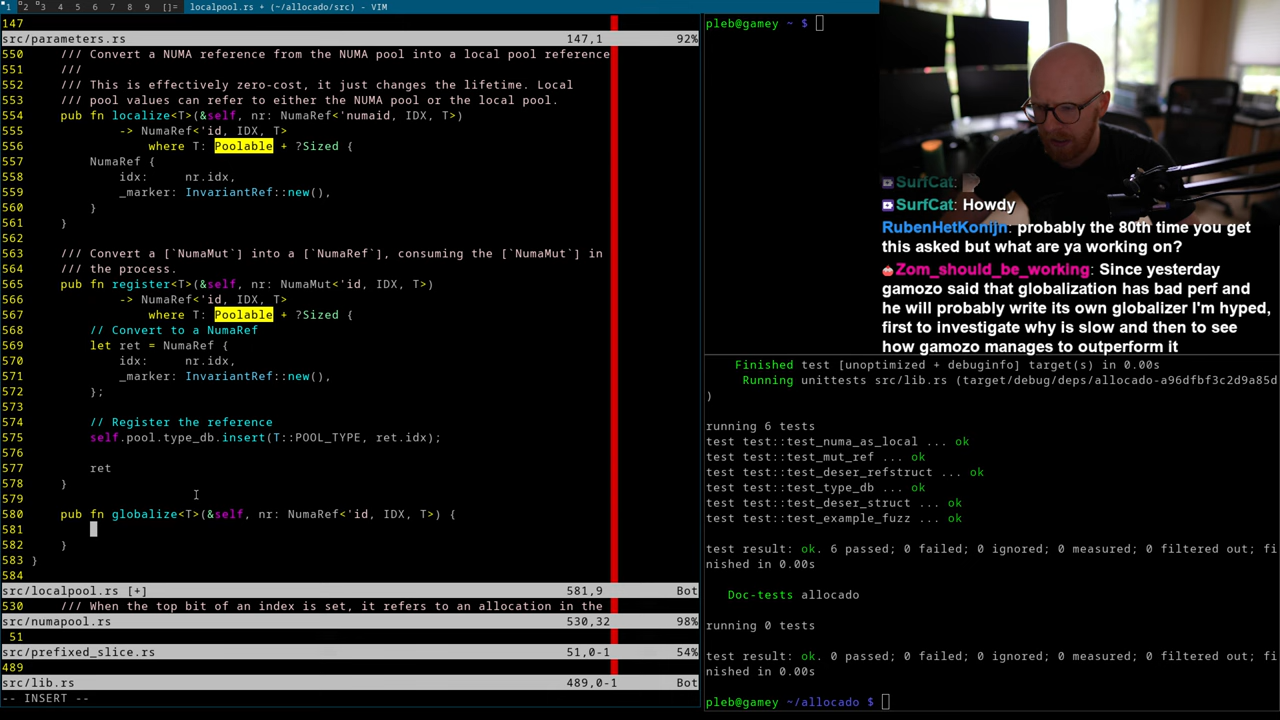 1 2 3 4 5 6 7 8 9 []= localpool.rs + (~/allocado/src) - VIM
147
src/parameters.rs 147,1 92%
550 /// Convert a NUMA reference from the NUMA pool into a local pool reference
551 ///
552 /// This is effectively zero-cost, it just changes the lifetime. Local
553 /// pool values can refer to either the NUMA pool or the local pool.
554 pub fn localize<T>(&self, nr: NumaRef<'numaid, IDX, T>)
555 -> NumaRef<'id, IDX, T>
556 where T: Poolable + ?Sized {
557 NumaRef {
558 idx: nr.idx,
559 _marker: InvariantRef::new(),
560 }
561 }
562
563 /// Convert a [`NumaMut`] into a [`NumaRef`], consuming the [`NumaMut`] in
564 /// the process.
565 pub fn register<T>(&self, nr: NumaMut<'id, IDX, T>)
566 -> NumaRef<'id, IDX, T>
567 where T: Poolable + ?Sized {
568 // Convert to a NumaRef
569 let ret = NumaRef {
570 idx: nr.idx,
571 _marker: InvariantRef::new(),
572 };
573
574 // Register the reference
575 self.pool.type_db.insert(T::POOL_TYPE, ret.idx);
576
577 ret
578 }
579
580 pub fn globalize<T>(&self, nr: NumaRef<'id, IDX, T>) {
581
582 }
583 }
584
src/localpool.rs [+] 581,9 Bot
530 /// When the top bit of an index is set, it refers to an allocation in the
src/numapool.rs 530,32 98%
51
src/prefixed_slice.rs 51,0-1 54%
489
src/lib.rs 489,0-1 Bot
-- INSERT --
pleb@gamey ~ $
SurfCat:
SurfCat: Howdy
RubenHetKonijn: probably the 80th time you get
this asked but what are ya working on?
Zom_should_be_working: Since yesterday
gamozo said that globalization has bad perf and
he will probably write its own globalizer I'm hyped,
first to investigate why is slow and then to see
how gamozo manages to outperform it
Finished test [unoptimized + debuginfo] target(s) in 0.00s
Running unittests src/lib.rs (target/debug/deps/allocado-a96dfbf3c2d9a85d
)
running 6 tests
test test::test_numa_as_local ... ok
test test::test_mut_ref ... ok
test test::test_deser_refstruct ... ok
test test::test_type_db ... ok
test test::test_deser_struct ... ok
test test::test_example_fuzz ... ok
test result: ok. 6 passed; 0 failed; 0 ignored; 0 measured; 0 filtered out; fi
nished in 0.00s
Doc-tests allocado
running 0 tests
test result: ok. 0 passed; 0 failed; 0 ignored; 0 measured; 0 filtered out; fi
nished in 0.00s
pleb@gamey ~/allocado $